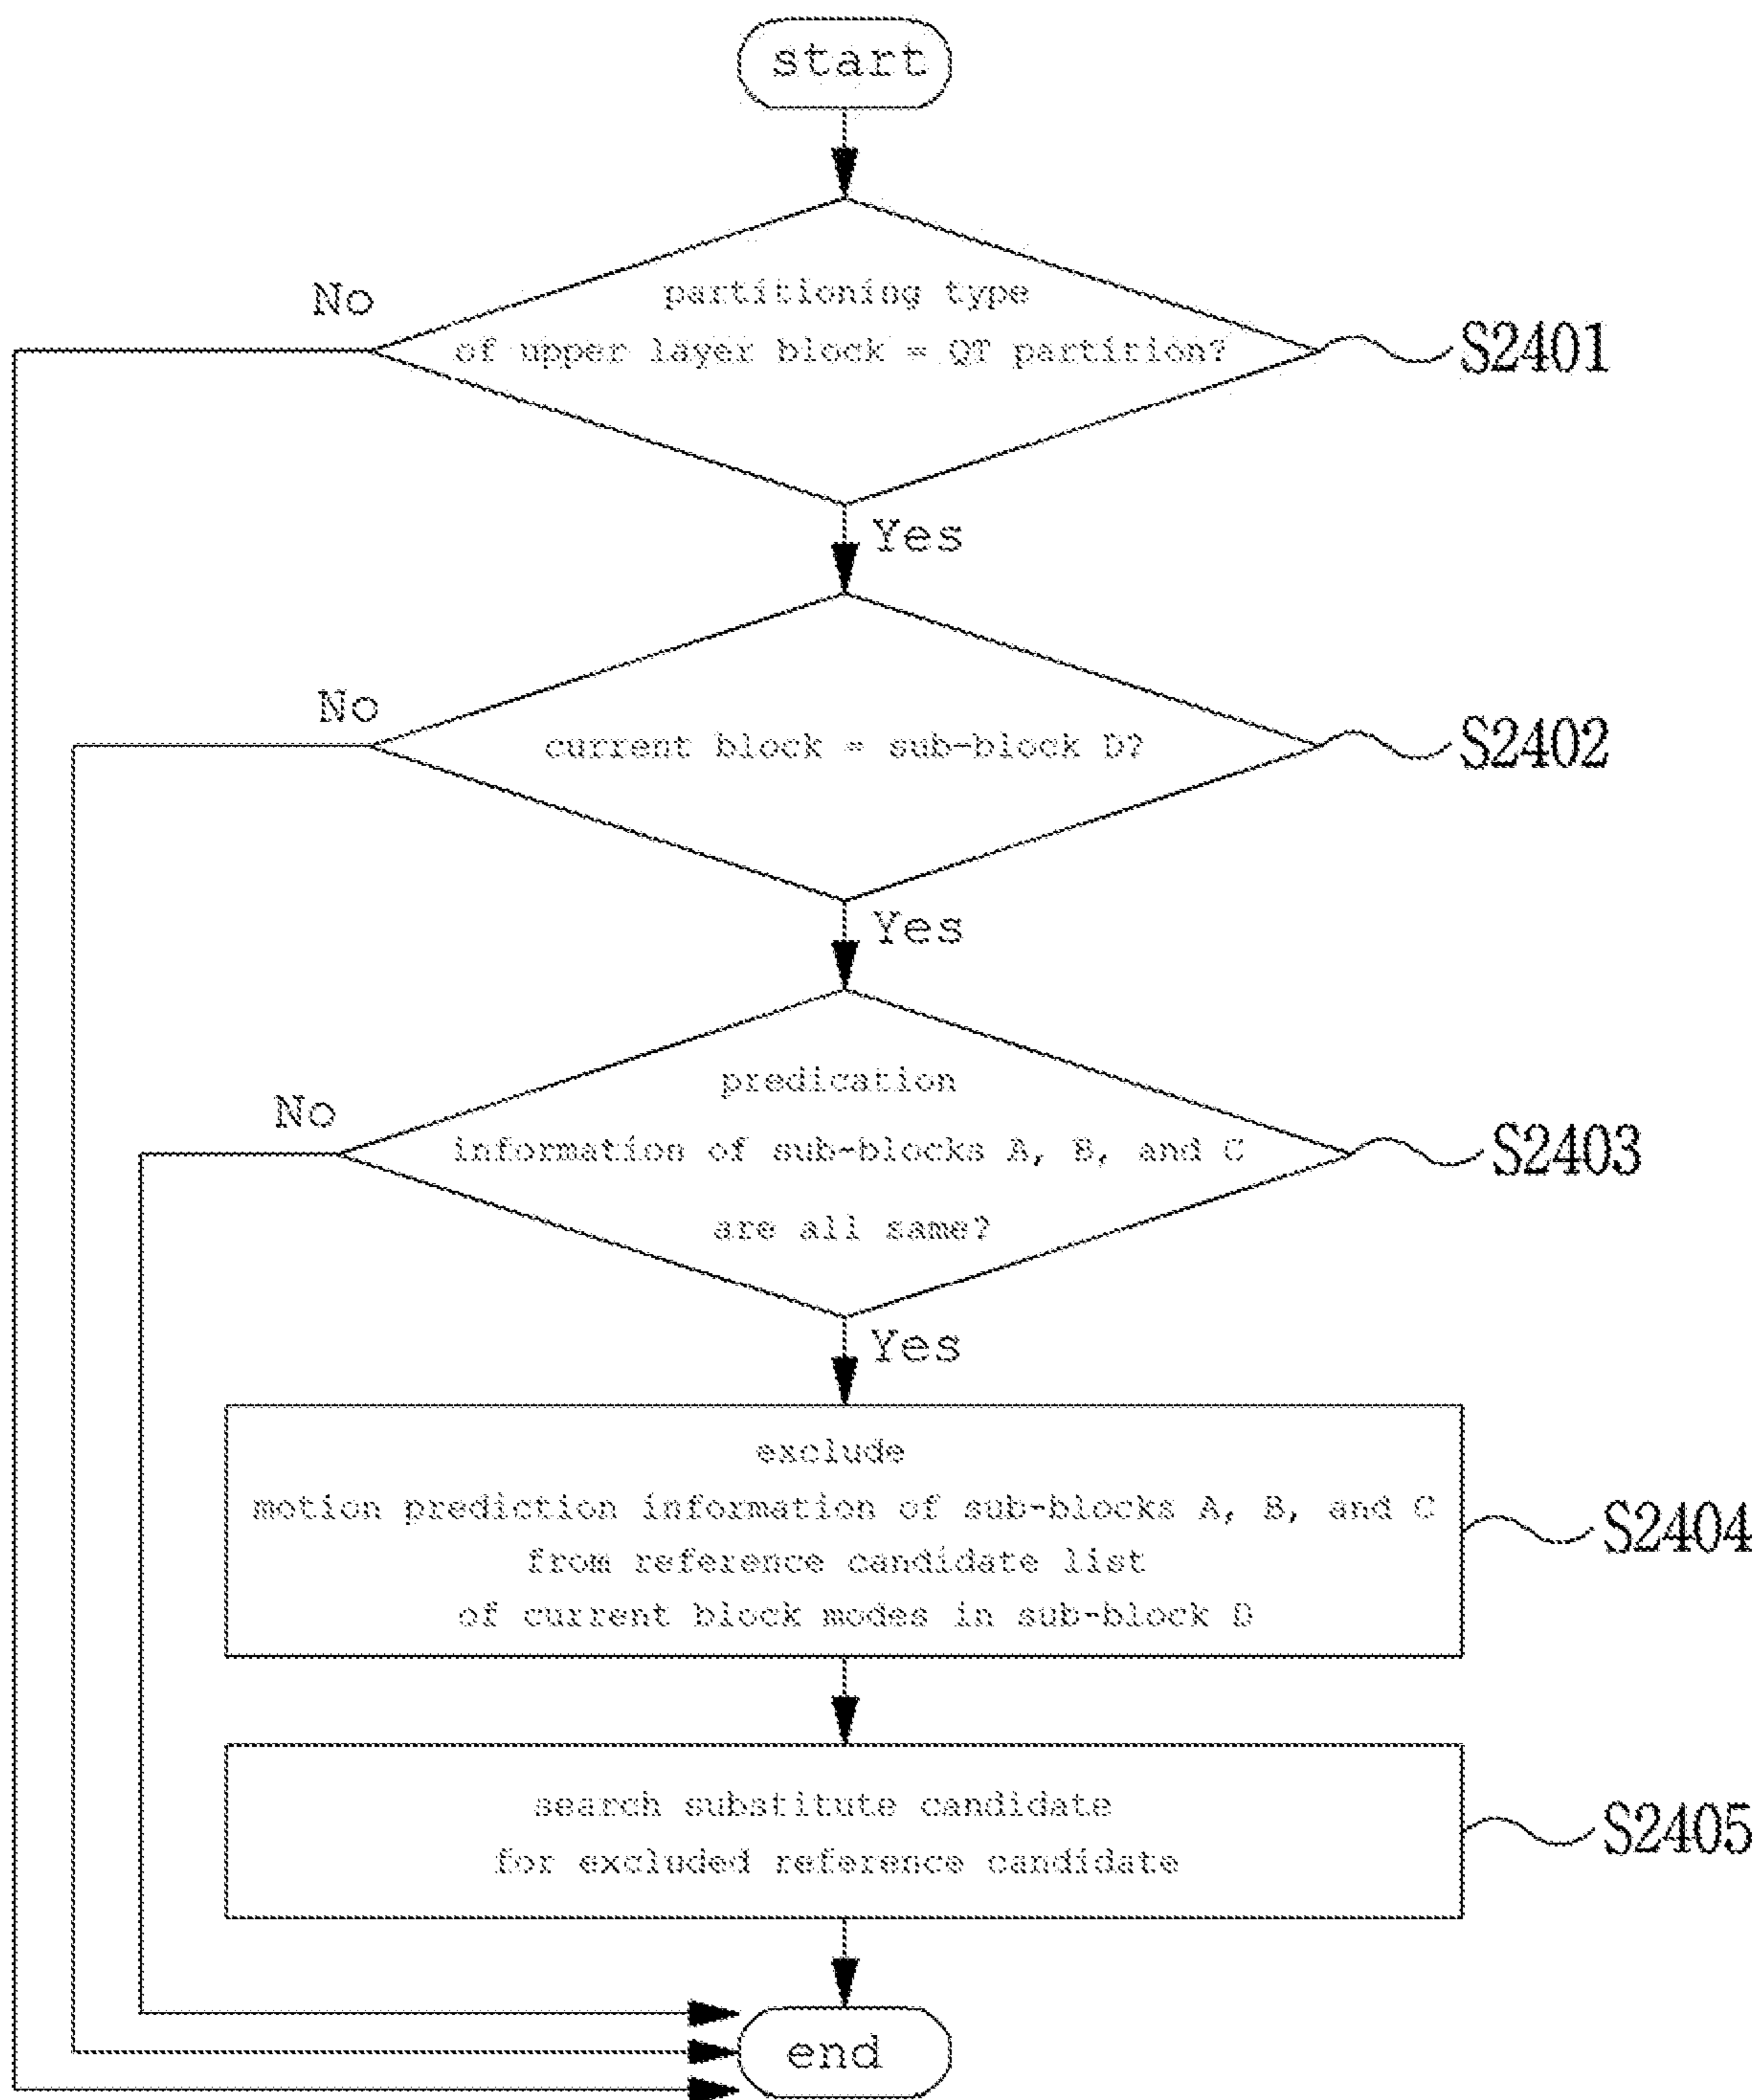 start
No
partitioning type
of upper layer block = QT partition?
S2401
Yes
No
current block = sub-block D?
S2402
Yes
No
predication
information of sub-blocks A, B, and C
are all same?
S2403
Yes
exclude
motion prediction information of sub-blocks A, B, and C
from reference candidate list
of current block modes in sub-block D
S2404
search substitute candidate
for excluded reference candidate
S2405
end